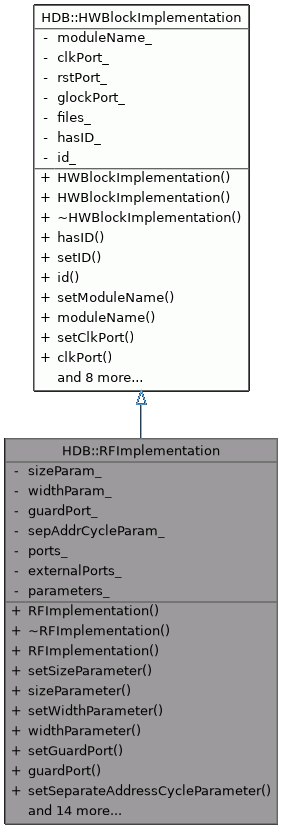 HDB::HWBlockImplementation
- moduleName_
- clkPort_
- rstPort_
- glockPort_
- files_
- hasID_
- id_
+ HWBlockImplementation()
+ HWBlockImplementation()
+ ~HWBlockImplementation()
+ hasID()
+ setID()
+ id()
+ setModuleName()
+ moduleName()
+ setClkPort()
+ clkPort()
and 8 more...
HDB::RFImplementation
- sizeParam_
- widthParam_
- guardPort_
- sepAddrCycleParam_
- ports_
- externalPorts_
- parameters_
+ RFImplementation()
+ ~RFImplementation()
+ RFImplementation()
+ setSizeParameter()
+ sizeParameter()
+ setWidthParameter()
+ widthParameter()
+ setGuardPort()
+ guardPort()
+ setSeparateAddressCycleParameter()
and 14 more...